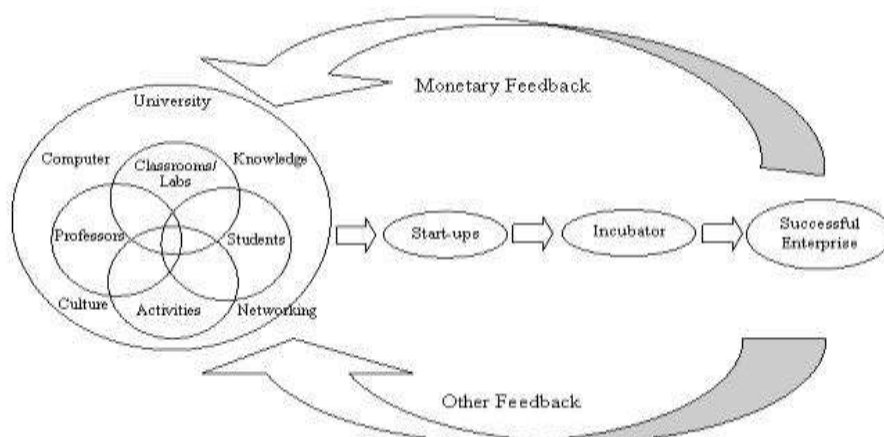 Monetary Feedback
University
Computer
Classrooms/
Labs
Knowledge
Professors
Students
Culture
Activities
Networking
Start-ups
Incubator
Successful
Enterprise
Other Feedback